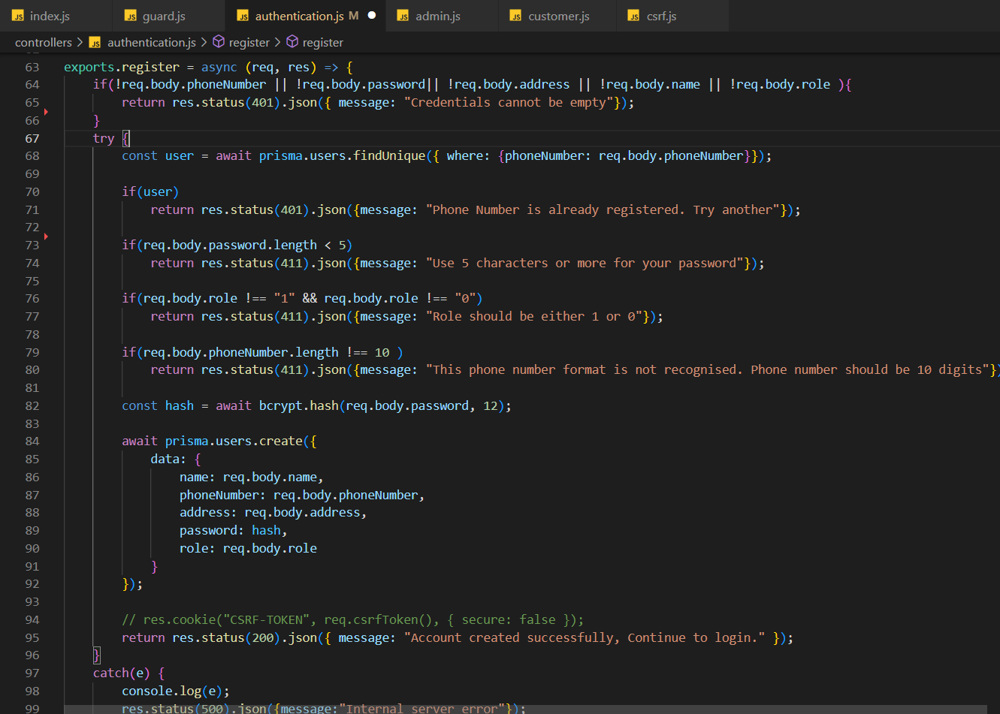 JS index.js JS guard.js JS authentication.js M JS admin.js JS customer.js JS csrf.js
controllers > JS authentication.js > register > register
63 exports.register = async (req, res) => {
64 if(!req.body.phoneNumber || !req.body.password|| !req.body.address || !req.body.name || !req.body.role ){
65 return res.status(401).json({ message: "Credentials cannot be empty"});
66 }
67 try {
68 const user = await prisma.users.findUnique({ where: {phoneNumber: req.body.phoneNumber}});
69
70 if(user)
71 return res.status(401).json({message: "Phone Number is already registered. Try another"});
72
73 if(req.body.password.length < 5)
74 return res.status(411).json({message: "Use 5 characters or more for your password"});
75
76 if(req.body.role !== "1" && req.body.role !== "0")
77 return res.status(411).json({message: "Role should be either 1 or 0"});
78
79 if(req.body.phoneNumber.length !== 10 )
80 return res.status(411).json({message: "This phone number format is not recognised. Phone number should be 10 digits"})
81
82 const hash = await bcrypt.hash(req.body.password, 12);
83
84 await prisma.users.create({
85 data: {
86 name: req.body.name,
87 phoneNumber: req.body.phoneNumber,
88 address: req.body.address,
89 password: hash,
90 role: req.body.role
91 }
92 });
93
94 // res.cookie("CSRF-TOKEN", req.csrfToken(), { secure: false });
95 return res.status(200).json({ message: "Account created successfully, Continue to login." });
96 }
97 catch(e) {
98 console.log(e);
99 res.status(500).json({message:"Internal server error"});